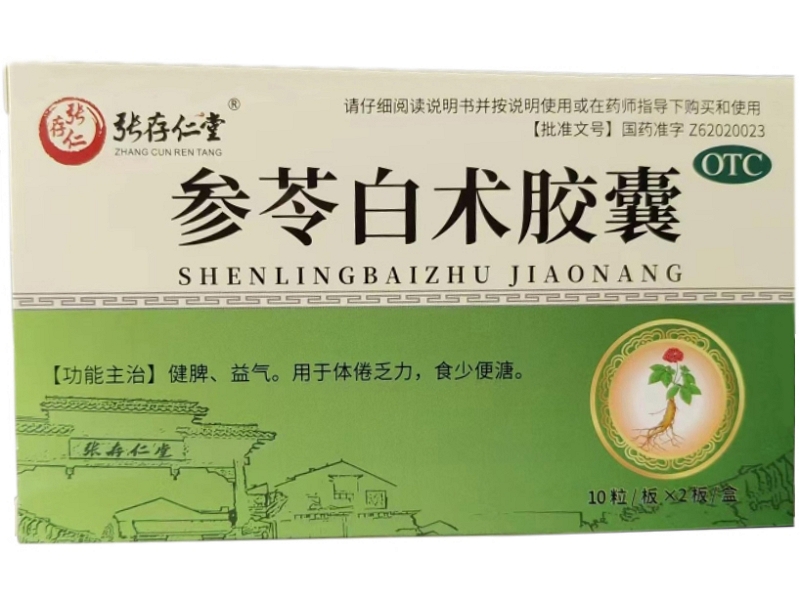 张存仁
张存仁堂®
ZHANG CUN REN TANG
请仔细阅读说明书并按说明使用或在药师指导下购买和使用
【批准文号】国药准字 Z62020023
OTC
参苓白术胶囊
SHENLINGBAIZHU JIAONANG
【功能主治】健脾、益气。用于体倦乏力，食少便溏。
张存仁堂
10粒/板×2板/盒